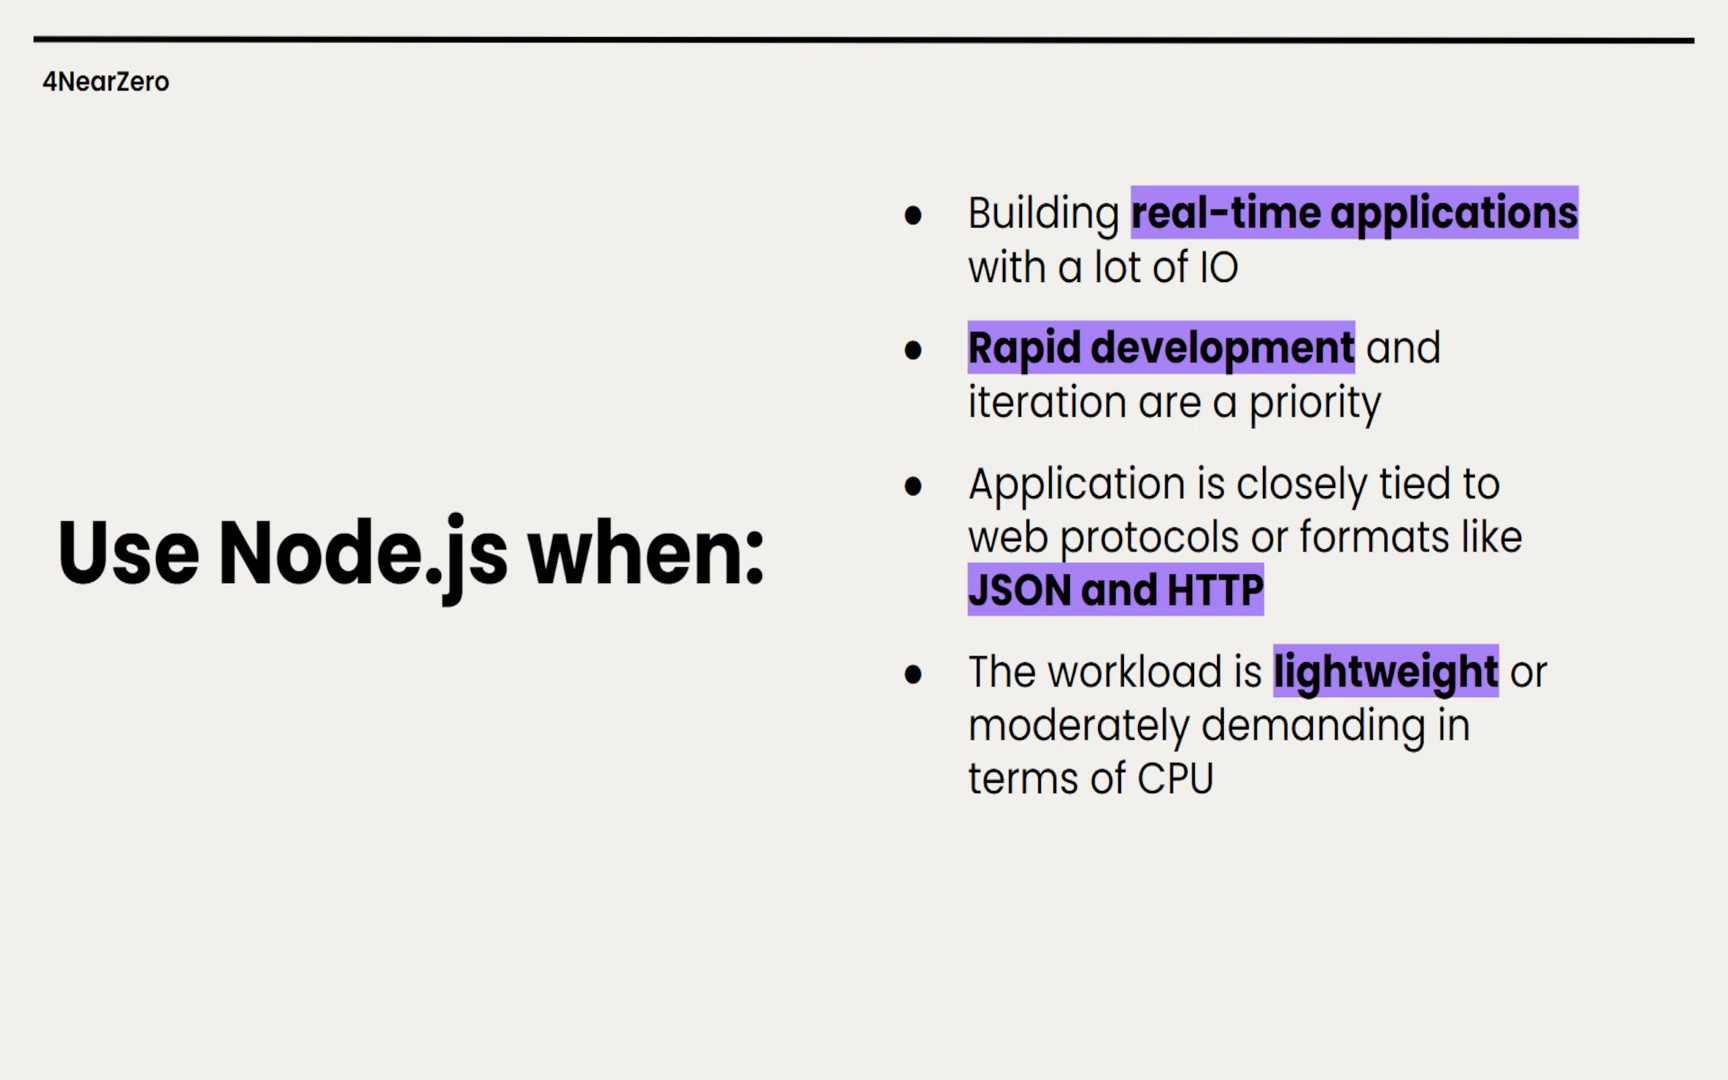 4NearZero
Use Node.js when:
● Building real-time applications
with a lot of IO
● Rapid development and
iteration are a priority
● Application is closely tied to
web protocols or formats like
JSON and HTTP
● The workload is lightweight or
moderately demanding in
terms of CPU